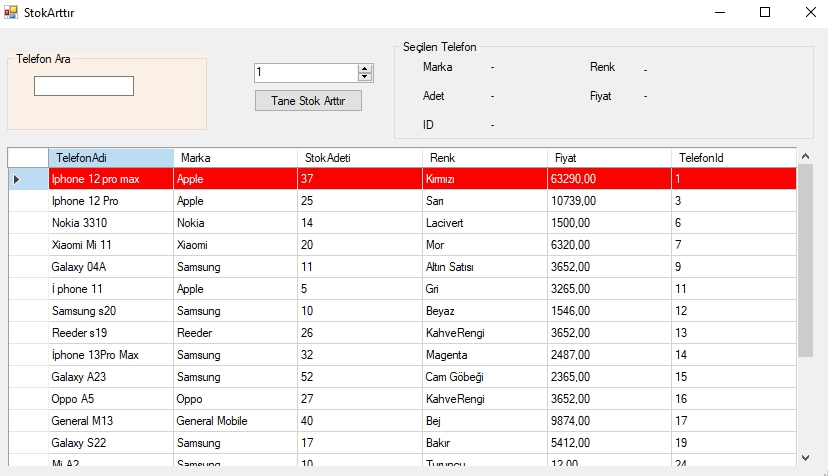 StokArttır
Telefon Ara
1
Tane Stok Arttır
Seçilen Telefon
Marka - Renk -
Adet - Fiyat -
ID -
TelefonAdi Marka StokAdeti Renk Fiyat TelefonId
Iphone 12 pro max Apple 37 Kırmızı 63290,00 1
Iphone 12 Pro Apple 25 Sarı 10739,00 3
Nokia 3310 Nokia 14 Lacivert 1500,00 6
Xiaomi Mi 11 Xiaomi 20 Mor 6320,00 7
Galaxy 04A Samsung 11 Altın Satısı 3652,00 9
İ phone 11 Apple 5 Gri 3265,00 11
Samsung s20 Samsung 10 Beyaz 1546,00 12
Reeder s19 Reeder 26 KahveRengi 3652,00 13
İphone 13Pro Max Samsung 32 Magenta 2487,00 14
Galaxy A23 Samsung 52 Cam Göbeği 2365,00 15
Oppo A5 Oppo 27 KahveRengi 3652,00 16
General M13 General Mobile 40 Bej 9874,00 17
Galaxy S22 Samsung 17 Bakır 5412,00 19
Mi A2 Samsung 10 Turuncu 12,00 24